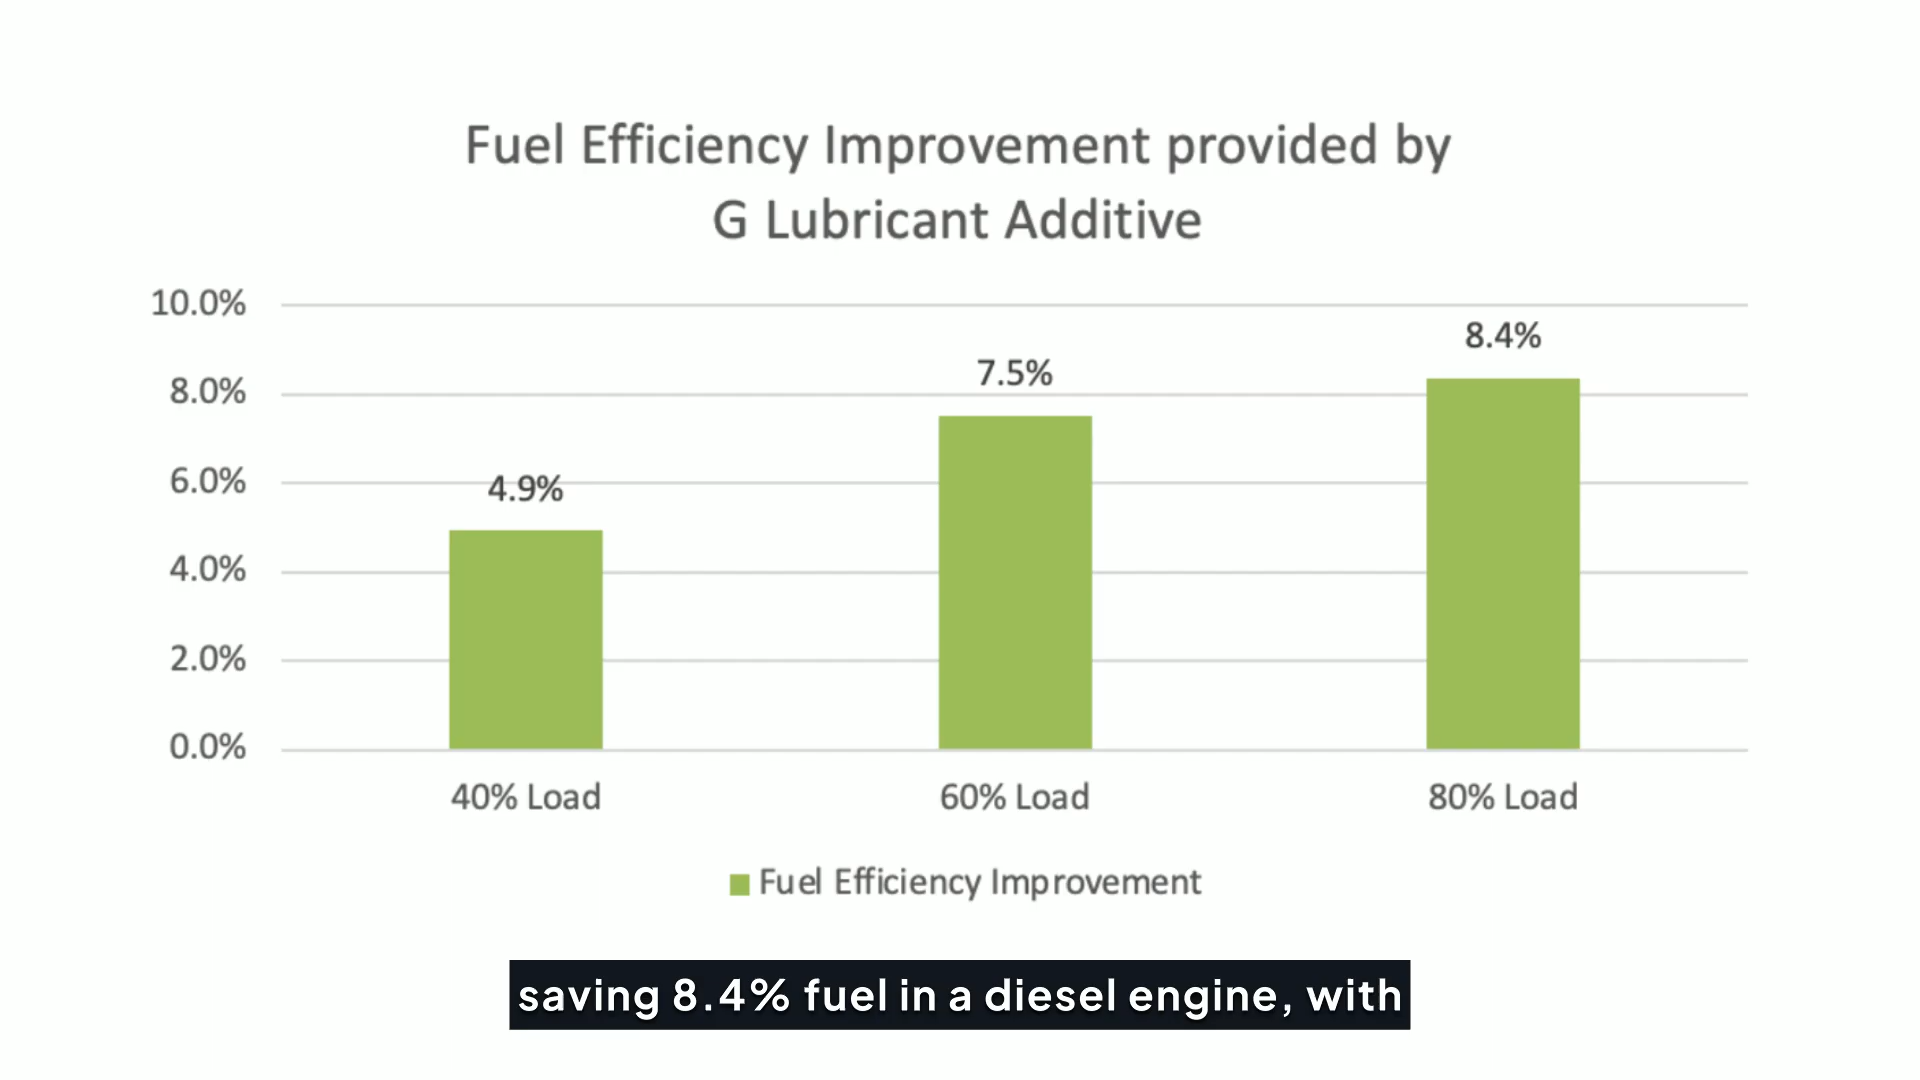 Fuel Efficiency Improvement provided by
G Lubricant Additive
10.0%
8.0%
6.0%
4.0%
2.0%
0.0%
4.9%
7.5%
8.4%
40% Load
60% Load
80% Load
Fuel Efficiency Improvement
saving 8.4% fuel in a diesel engine, with